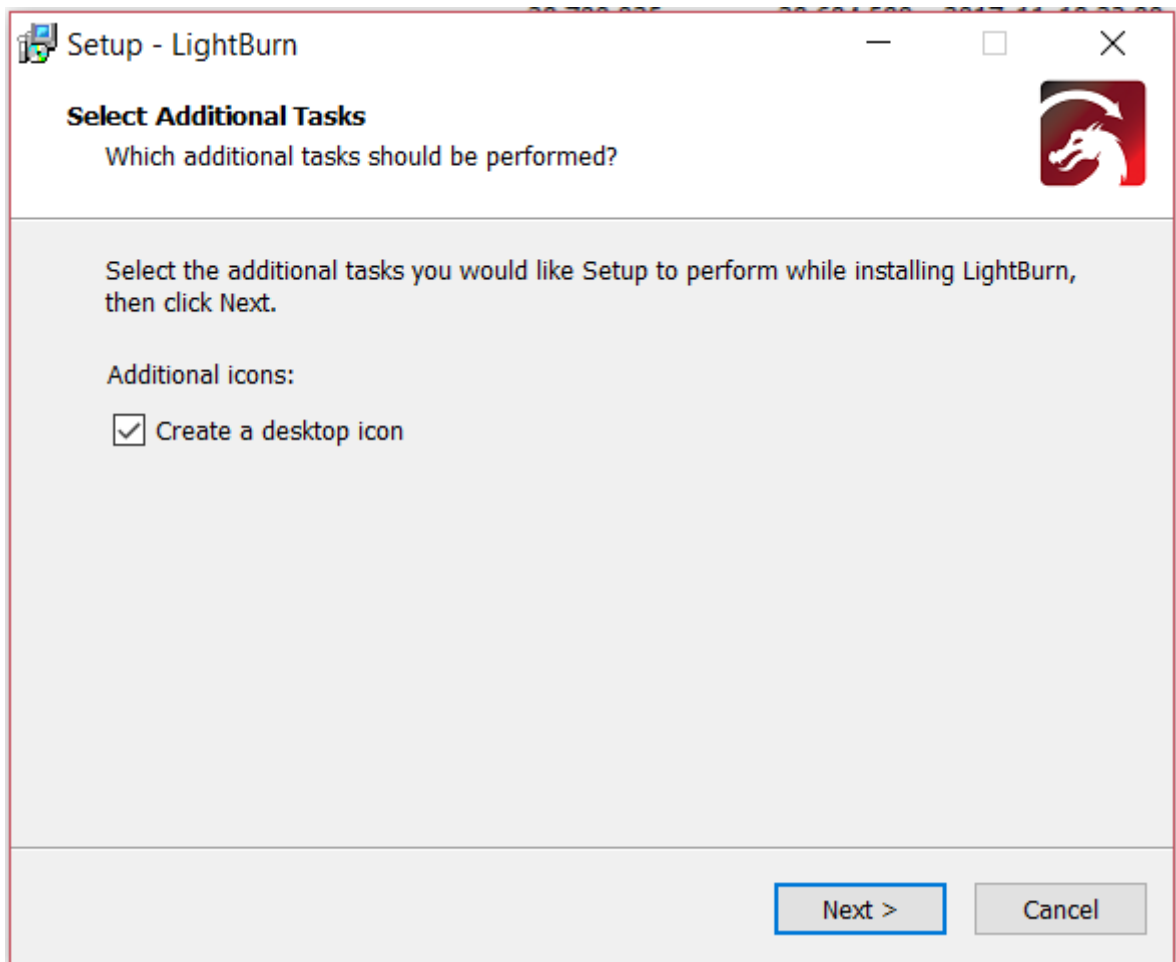 Setup - LightBurn
Select Additional Tasks
Which additional tasks should be performed?
Select the additional tasks you would like Setup to perform while installing LightBurn,
then click Next.
Additional icons:
Create a desktop icon
Next >
Cancel